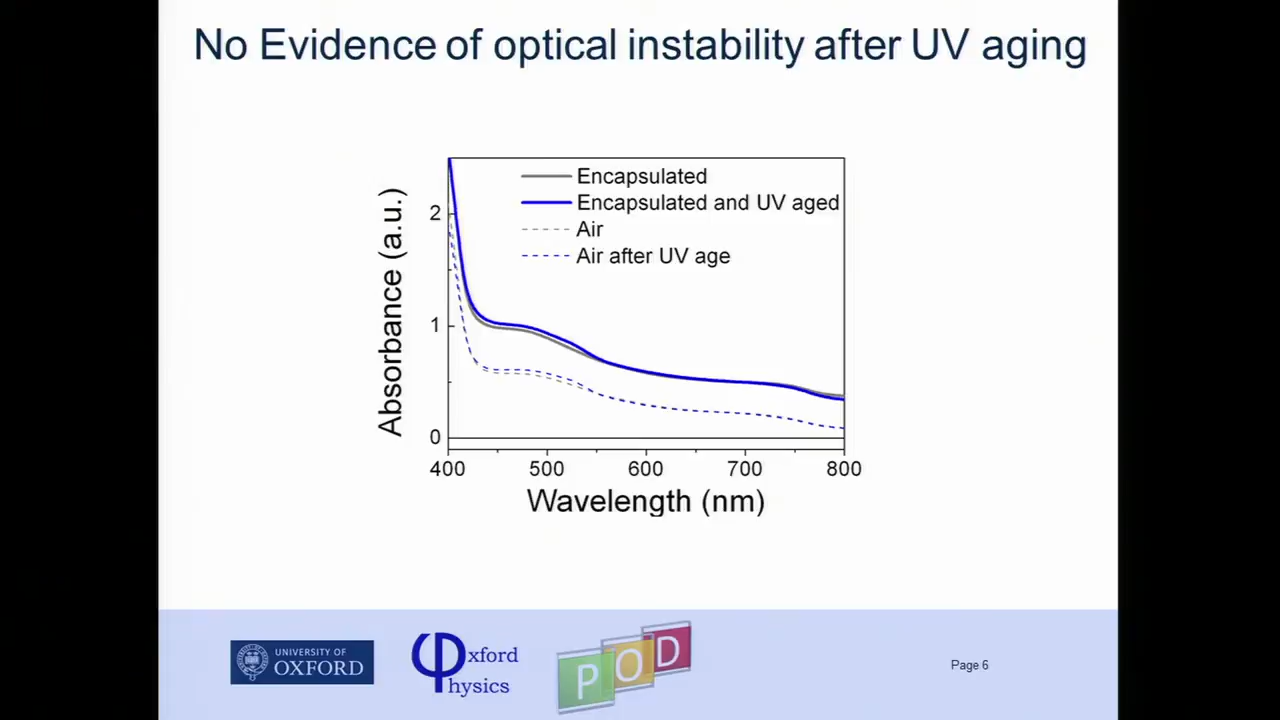 No Evidence of optical instability after UV aging
Encapsulated
Encapsulated and UV aged
Air
Air after UV age
Absorbance (a.u.)
2
1
0
400 500 600 700 800
Wavelength (nm)
UNIVERSITY OF
OXFORD
φxford
Physics
POD
Page 6